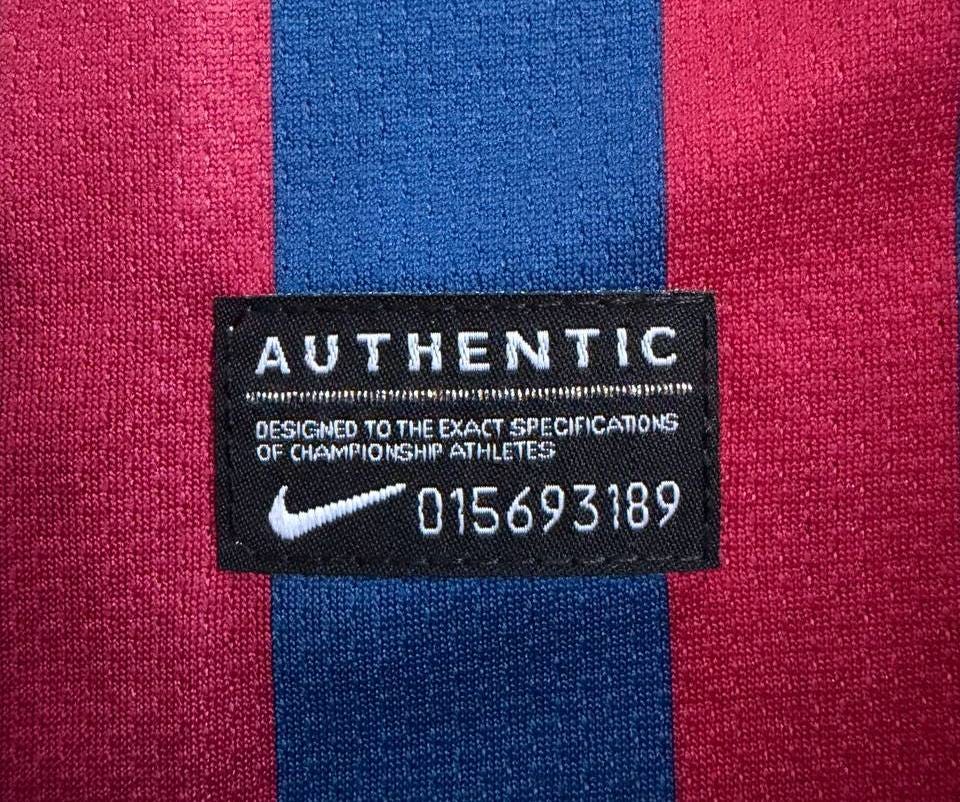 AUTHENTIC
DESIGNED TO THE EXACT SPECIFICATIONS
OF CHAMPIONSHIP ATHLETES
015693189